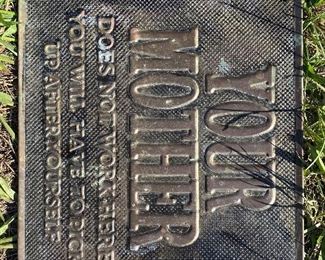 YOUR
MOTHER
DOES NOT WORK HERE
YOU WILL HAVE TO PICK
UP AFTER YOURSELF